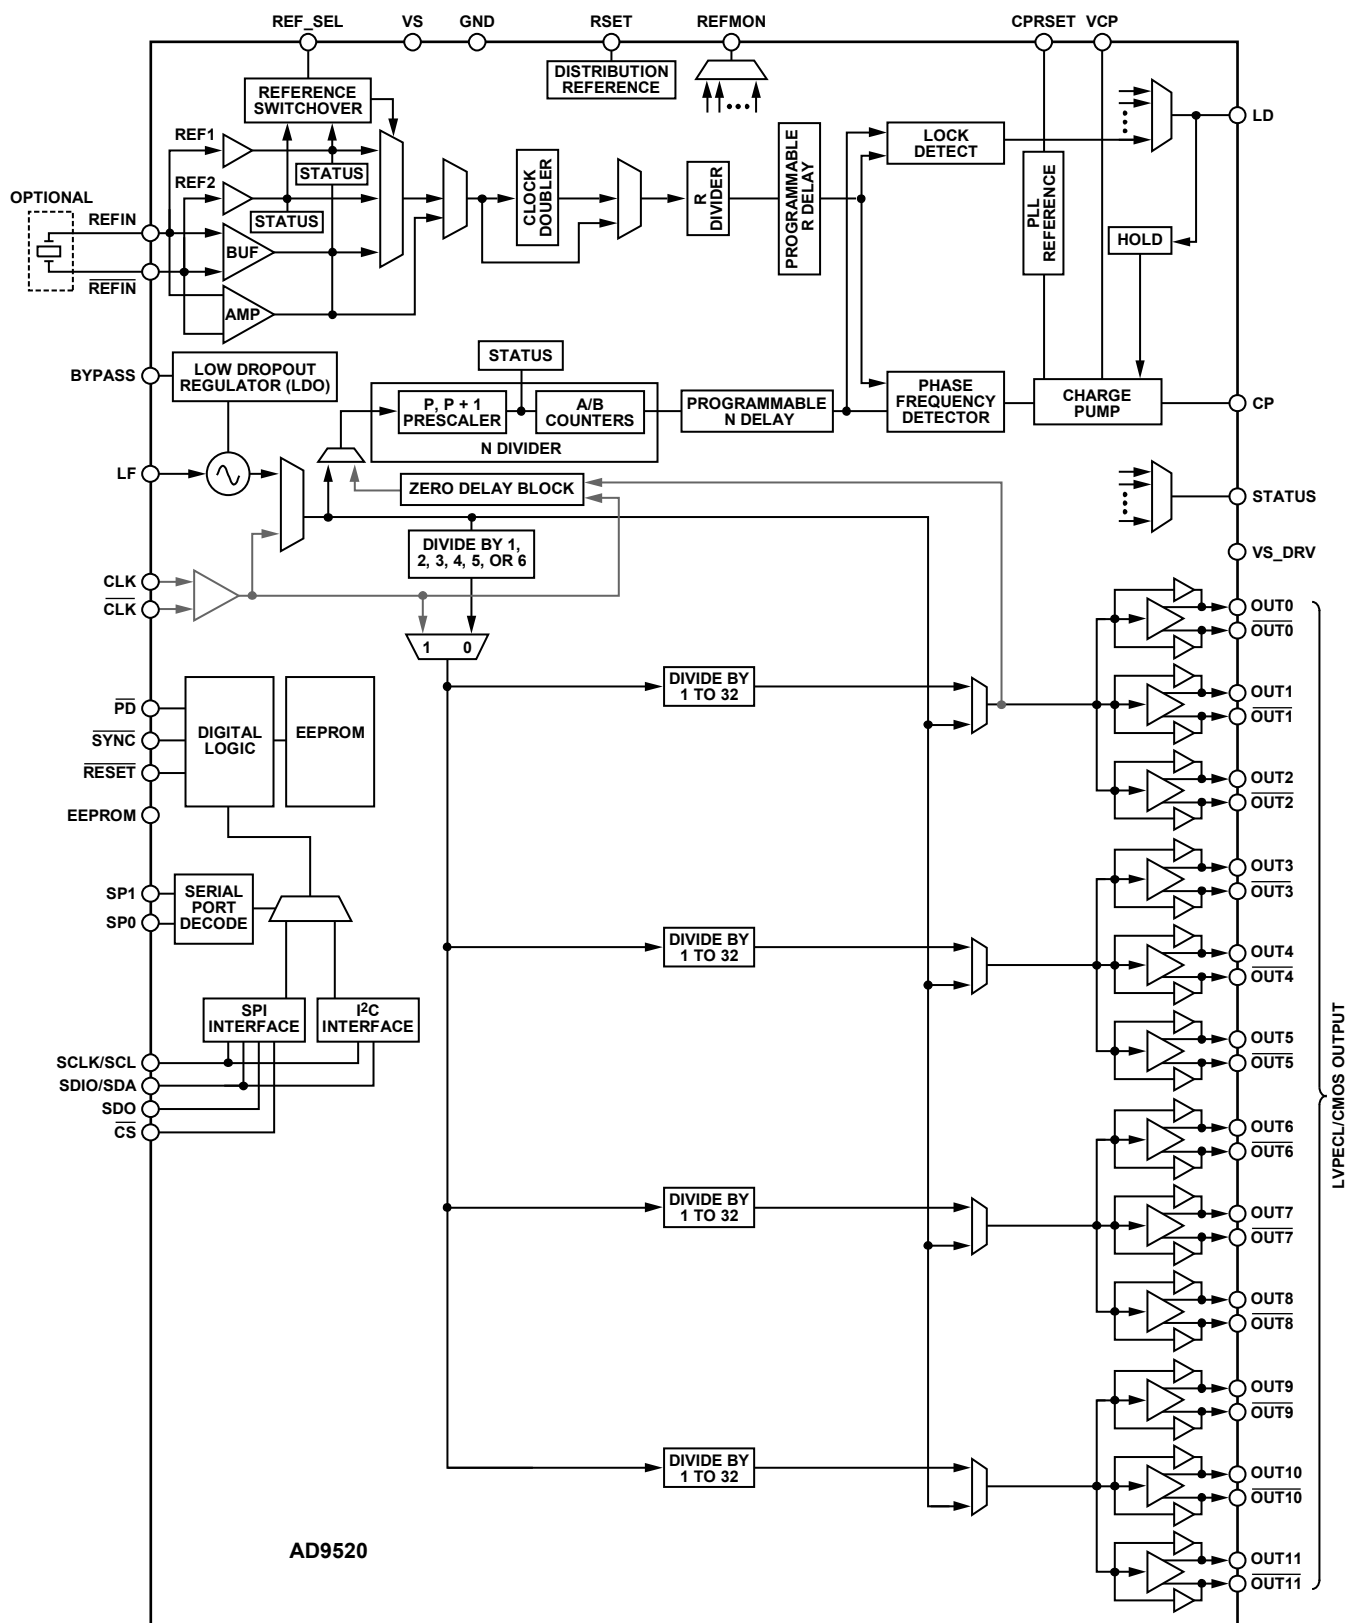 REF_SEL
VS
GND
RSET
REFMON
CPRSET
VCP
DISTRIBUTION
REFERENCE
REFERENCE
SWITCHOVER
REF1
STATUS
REF2
STATUS
OPTIONAL
REFIN
REFIN
BUF
AMP
CLOCK
DOUBLER
R
DIVIDER
PROGRAMMABLE
R DELAY
LOCK
DETECT
LD
PLL
REFERENCE
HOLD
BYPASS
LOW DROPOUT
REGULATOR (LDO)
STATUS
P, P + 1
PRESCALER
A/B
COUNTERS
N DIVIDER
PROGRAMMABLE
N DELAY
PHASE
FREQUENCY
DETECTOR
CHARGE
PUMP
CP
LF
ZERO DELAY BLOCK
STATUS
DIVIDE BY 1,
2, 3, 4, 5, OR 6
VS_DRV
CLK
CLK
1 0
OUT0
OUT0
DIVIDE BY
1 TO 32
OUT1
OUT1
PD
SYNC
RESET
DIGITAL
LOGIC
EEPROM
OUT2
OUT2
EEPROM
SP1
SP0
SERIAL
PORT
DECODE
OUT3
OUT3
DIVIDE BY
1 TO 32
OUT4
OUT4
SPI
INTERFACE
I²C
INTERFACE
OUT5
OUT5
SCLK/SCL
SDIO/SDA
SDO
CS
OUT6
OUT6
LVPECL/CMOS OUTPUT
DIVIDE BY
1 TO 32
OUT7
OUT7
OUT8
OUT8
OUT9
OUT9
DIVIDE BY
1 TO 32
OUT10
OUT10
AD9520
OUT11
OUT11